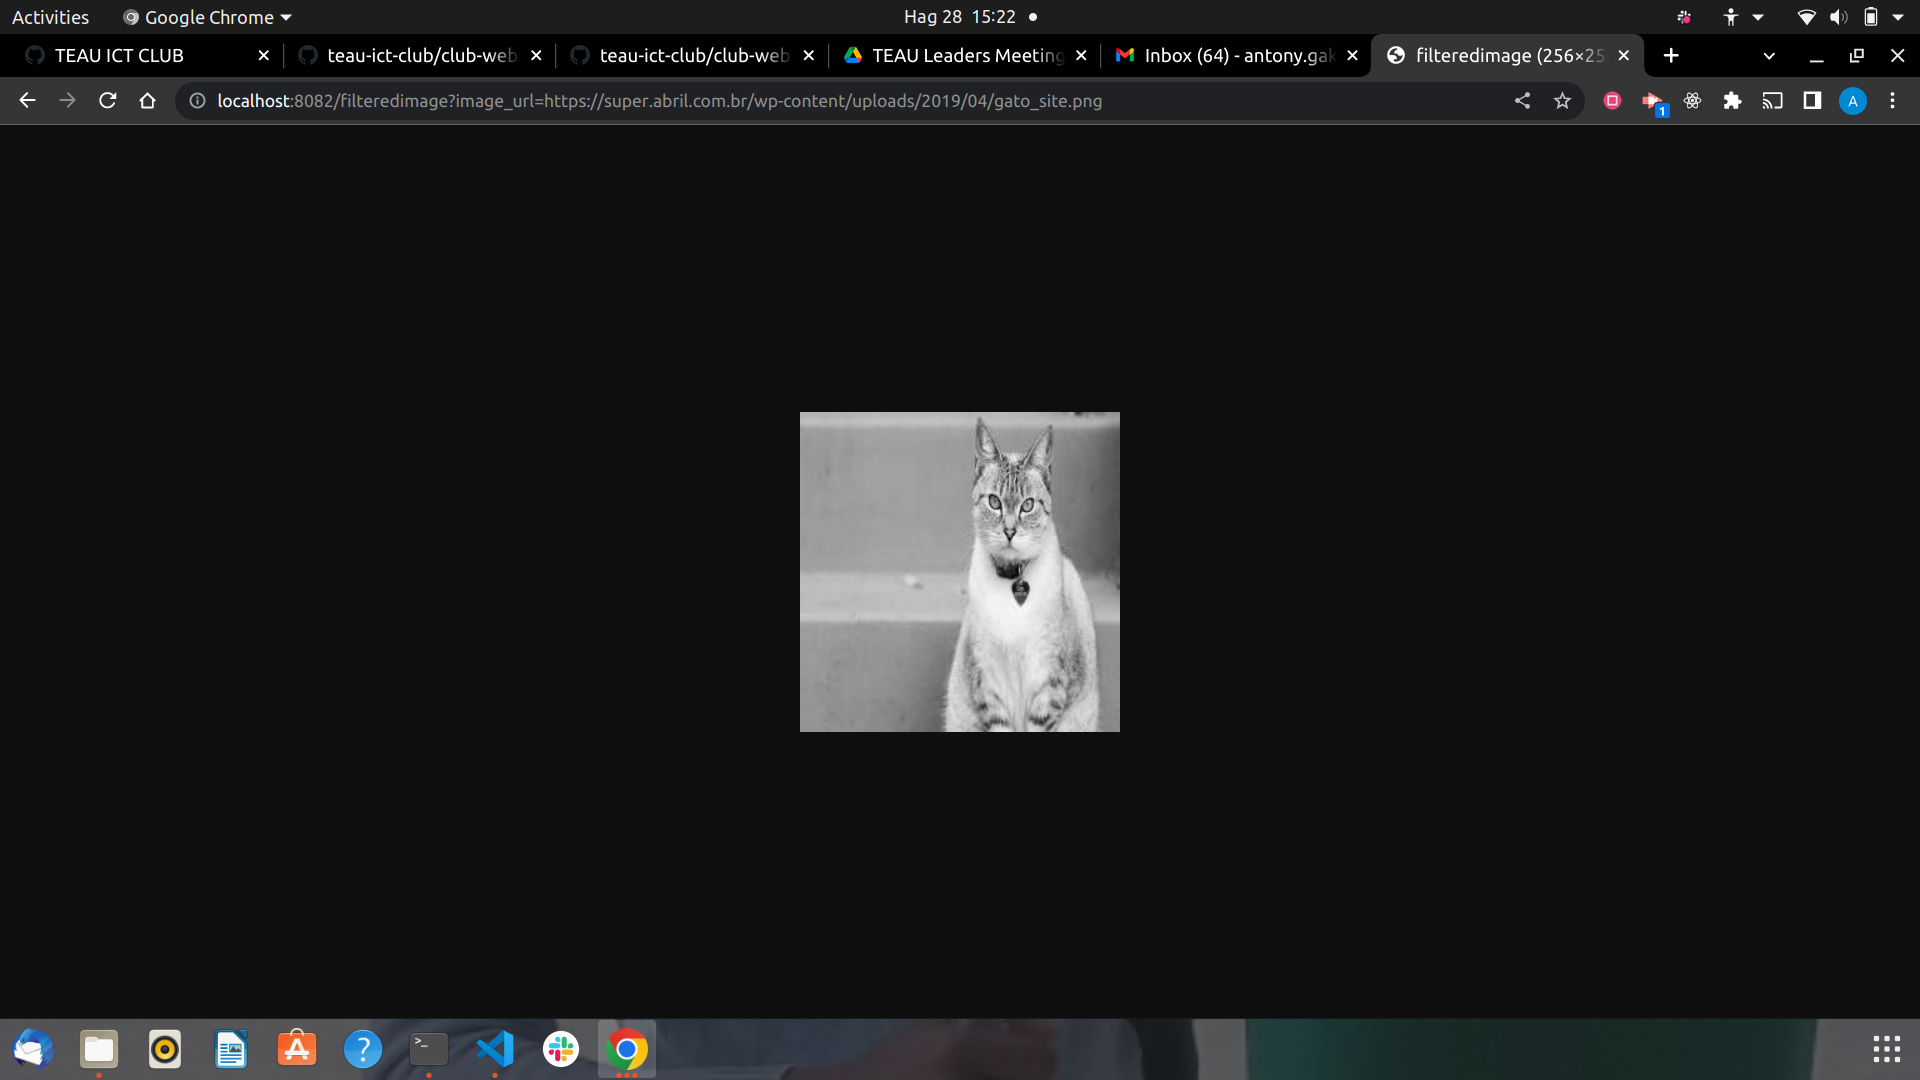 Activities Google Chrome Hag 28 15:22
TEAU ICT CLUB teau-ict-club/club-web teau-ict-club/club-web TEAU Leaders Meeting Inbox (64) - antony.gak filteredimage (256×25
localhost:8082/filteredimage?image_url=https://super.abril.com.br/wp-content/uploads/2019/04/gato_site.png 1 A